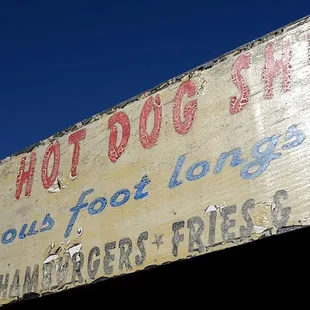 HOT DOG SH
ous foot longs
HAMBURGERS ★ FRIES &